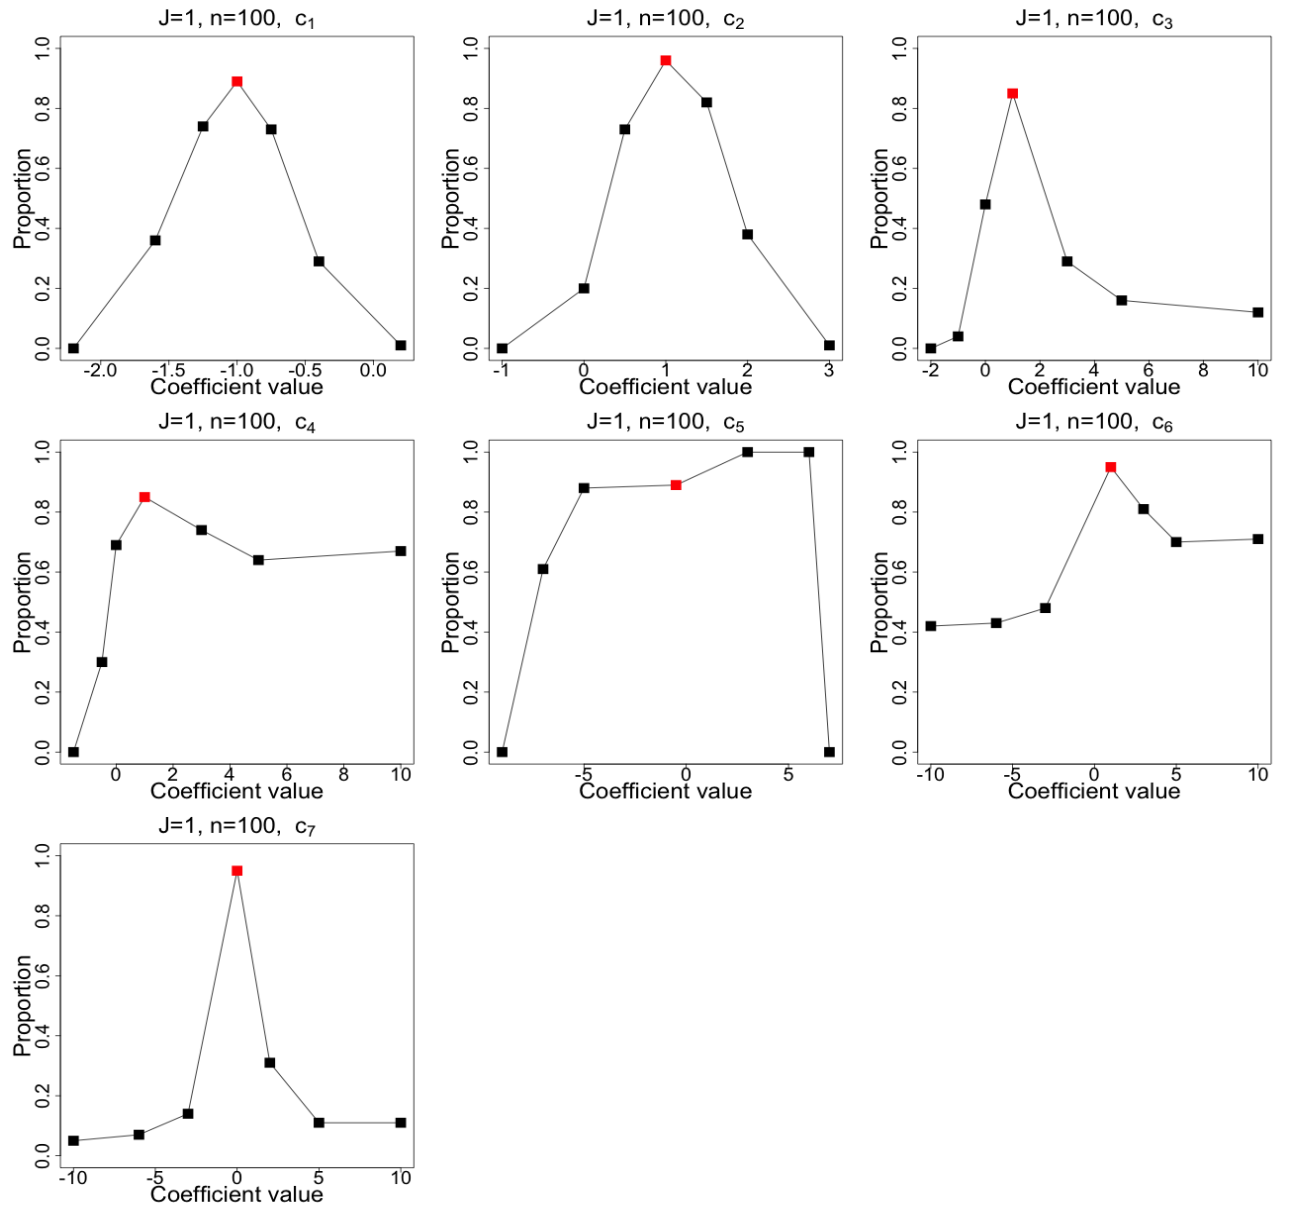 J=1, n=100, c1
Proportion
0.0 0.2 0.4 0.6 0.8 1.0
-2.0 -1.5 -1.0 -0.5 0.0
Coefficient value
J=1, n=100, c2
Proportion
0.0 0.2 0.4 0.6 0.8 1.0
-1 0 1 2 3
Coefficient value
J=1, n=100, c3
Proportion
0.0 0.2 0.4 0.6 0.8 1.0
-2 0 2 4 6 8 10
Coefficient value
J=1, n=100, c4
Proportion
0.0 0.2 0.4 0.6 0.8 1.0
0 2 4 6 8 10
Coefficient value
J=1, n=100, c5
Proportion
0.0 0.2 0.4 0.6 0.8 1.0
-5 0 5
Coefficient value
J=1, n=100, c6
Proportion
0.0 0.2 0.4 0.6 0.8 1.0
-10 -5 0 5 10
Coefficient value
J=1, n=100, c7
Proportion
0.0 0.2 0.4 0.6 0.8 1.0
-10 -5 0 5 10
Coefficient value